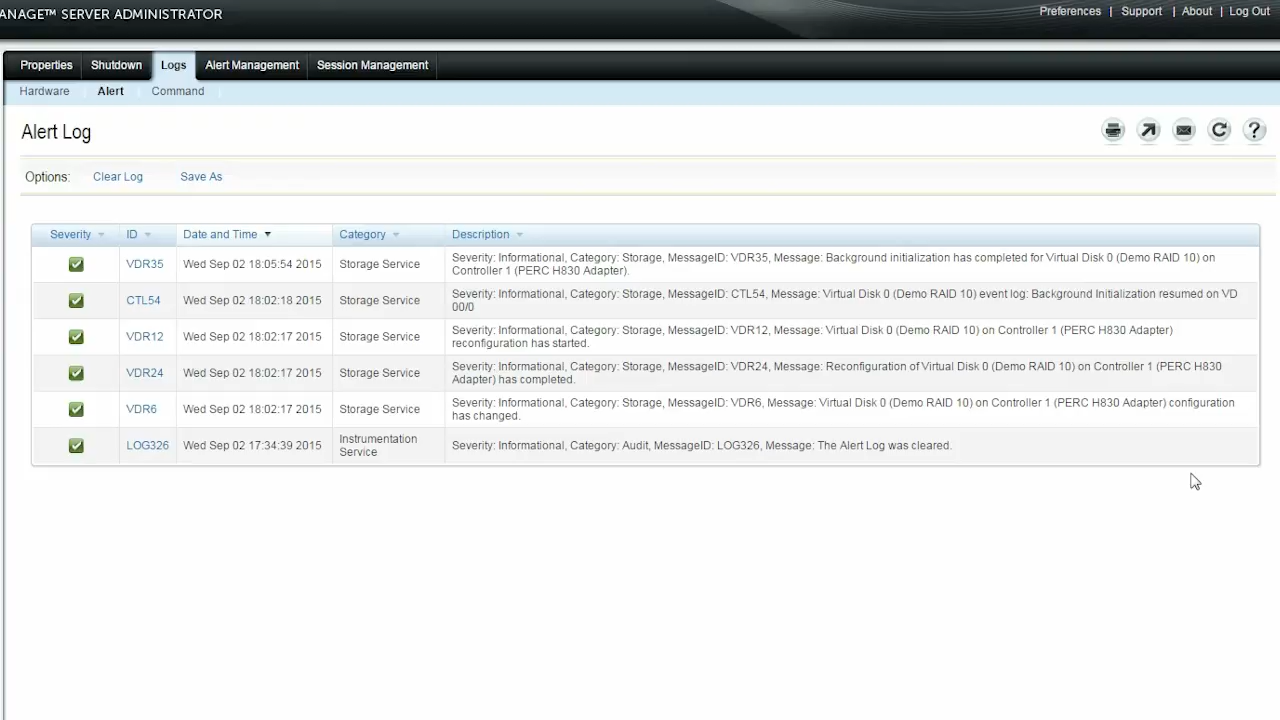 ANAGE™ SERVER ADMINISTRATOR
Preferences | Support | About | Log Out
Properties Shutdown Logs Alert Management Session Management
Hardware Alert Command
Alert Log
Options: Clear Log Save As
Severity ID Date and Time Category Description
VDR35 Wed Sep 02 18:05:54 2015 Storage Service Severity: Informational, Category: Storage, MessageID: VDR35, Message: Background initialization has completed for Virtual Disk 0 (Demo RAID 10) on
Controller 1 (PERC H830 Adapter).
CTL54 Wed Sep 02 18:02:18 2015 Storage Service Severity: Informational, Category: Storage, MessageID: CTL54, Message: Virtual Disk 0 (Demo RAID 10) event log: Background Initialization resumed on VD
00/0
VDR12 Wed Sep 02 18:02:17 2015 Storage Service Severity: Informational, Category: Storage, MessageID: VDR12, Message: Virtual Disk 0 (Demo RAID 10) on Controller 1 (PERC H830 Adapter)
reconfiguration has started.
VDR24 Wed Sep 02 18:02:17 2015 Storage Service Severity: Informational, Category: Storage, MessageID: VDR24, Message: Reconfiguration of Virtual Disk 0 (Demo RAID 10) on Controller 1 (PERC H830
Adapter) has completed.
VDR6 Wed Sep 02 18:02:17 2015 Storage Service Severity: Informational, Category: Storage, MessageID: VDR6, Message: Virtual Disk 0 (Demo RAID 10) on Controller 1 (PERC H830 Adapter) configuration
has changed.
LOG326 Wed Sep 02 17:34:39 2015 Instrumentation Service Severity: Informational, Category: Audit, MessageID: LOG326, Message: The Alert Log was cleared.